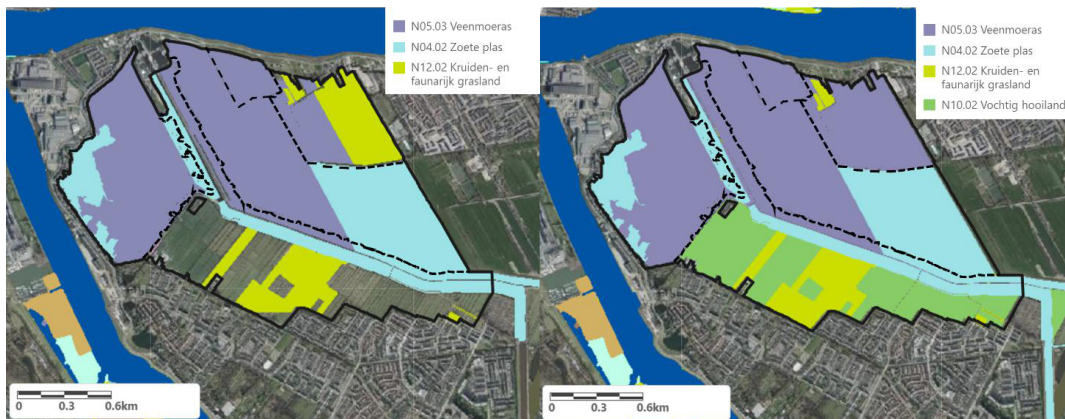 N05.03 Veenmoeras
N04.02 Zoete plas
N12.02 Kruiden- en
faunarijk grasland
0 0.3 0.6km
N05.03 Veenmoeras
N04.02 Zoete plas
N12.02 Kruiden- en
faunarijk grasland
N10.02 Vochtig hooiland
0 0.3 0.6km